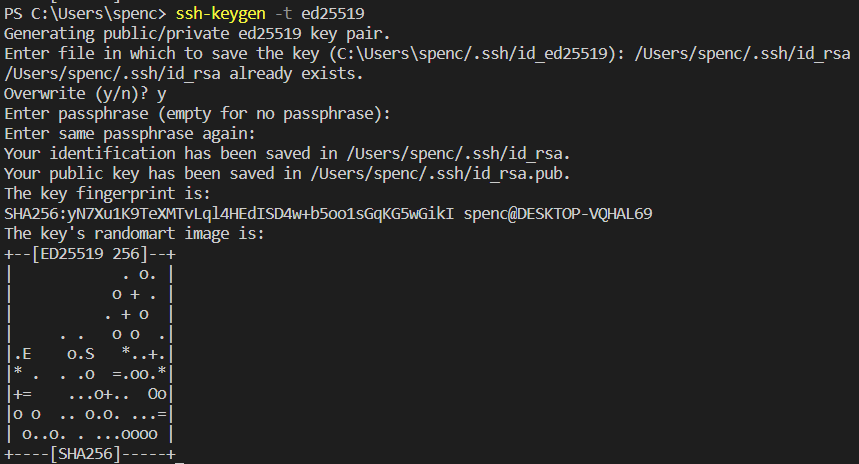 PS C:\Users\spenc> ssh-keygen -t ed25519
Generating public/private ed25519 key pair.
Enter file in which to save the key (C:\Users\spenc/.ssh/id_ed25519): /Users/spenc/.ssh/id_rsa
/Users/spenc/.ssh/id_rsa already exists.
Overwrite (y/n)? y
Enter passphrase (empty for no passphrase):
Enter same passphrase again:
Your identification has been saved in /Users/spenc/.ssh/id_rsa.
Your public key has been saved in /Users/spenc/.ssh/id_rsa.pub.
The key fingerprint is:
SHA256:yN7Xu1K9TeXMTvLql4HEdISD4w+b5oo1sGqKG5wGikI spenc@DESKTOP-VQHAL69
The key's randomart image is:
+--[ED25519 256]--+
|            . o. |
|           o + . |
|          . + o  |
|     . .   o o  .|
|.E    o.S   *..+.|
|* .  . .o  =.oo.*|
|+=    ...o+..  Oo|
|o o  .. o.o. ...=|
| o..o. . ...oooo |
+----[SHA256]-----+